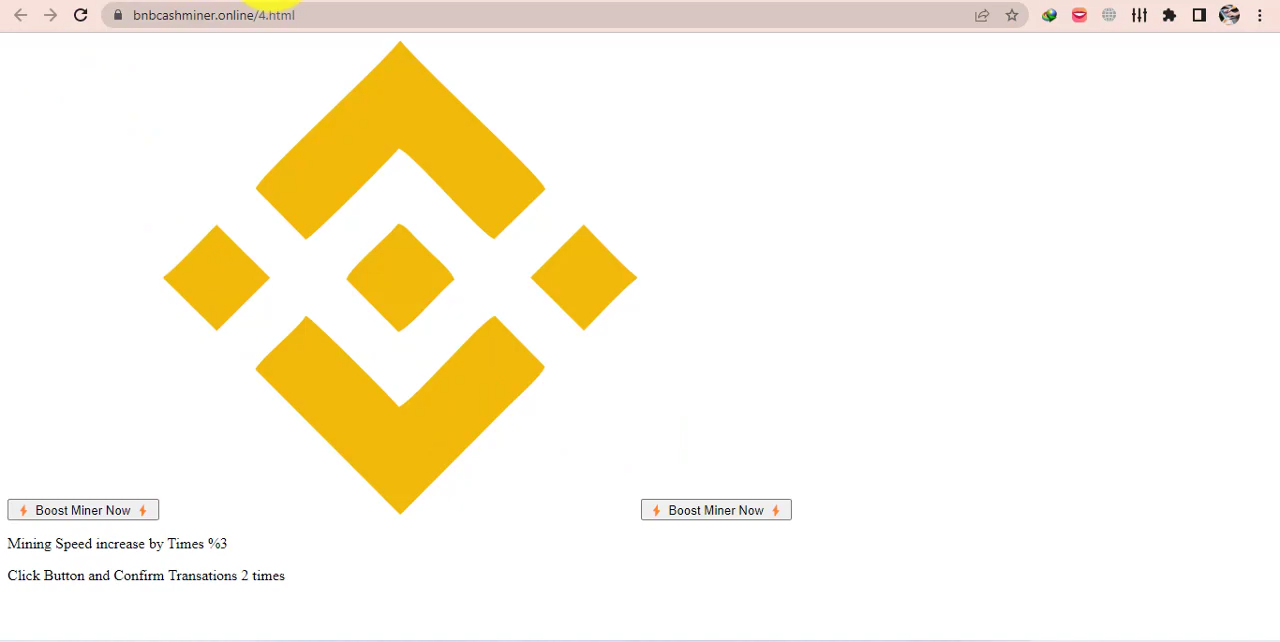 bnbcashminer.online/4.html
Boost Miner Now Boost Miner Now
Mining Speed increase by Times %3
Click Button and Confirm Transations 2 times